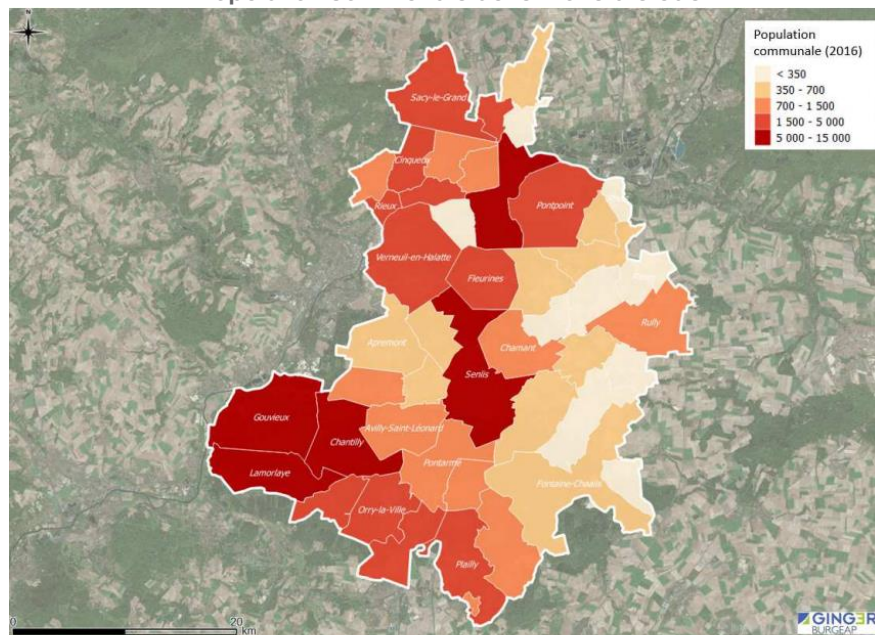 Population
communale (2016)
< 350
350 - 700
700 - 1 500
1 500 - 5 000
5 000 - 15 000
Sacy-le-Grand
Cinqueux
Rieux
Pontpoint
Verneuil-en-Halatte
Fleurines
Rully
Apremont
Chamant
Senlis
Gouvieux
Avilly-Saint-Léonard
Chantilly
Pontarmé
Lamorlaye
Fontaine-Chaalis
Orry-la-Ville
Plailly
20
km
GINGER
BURGEAP